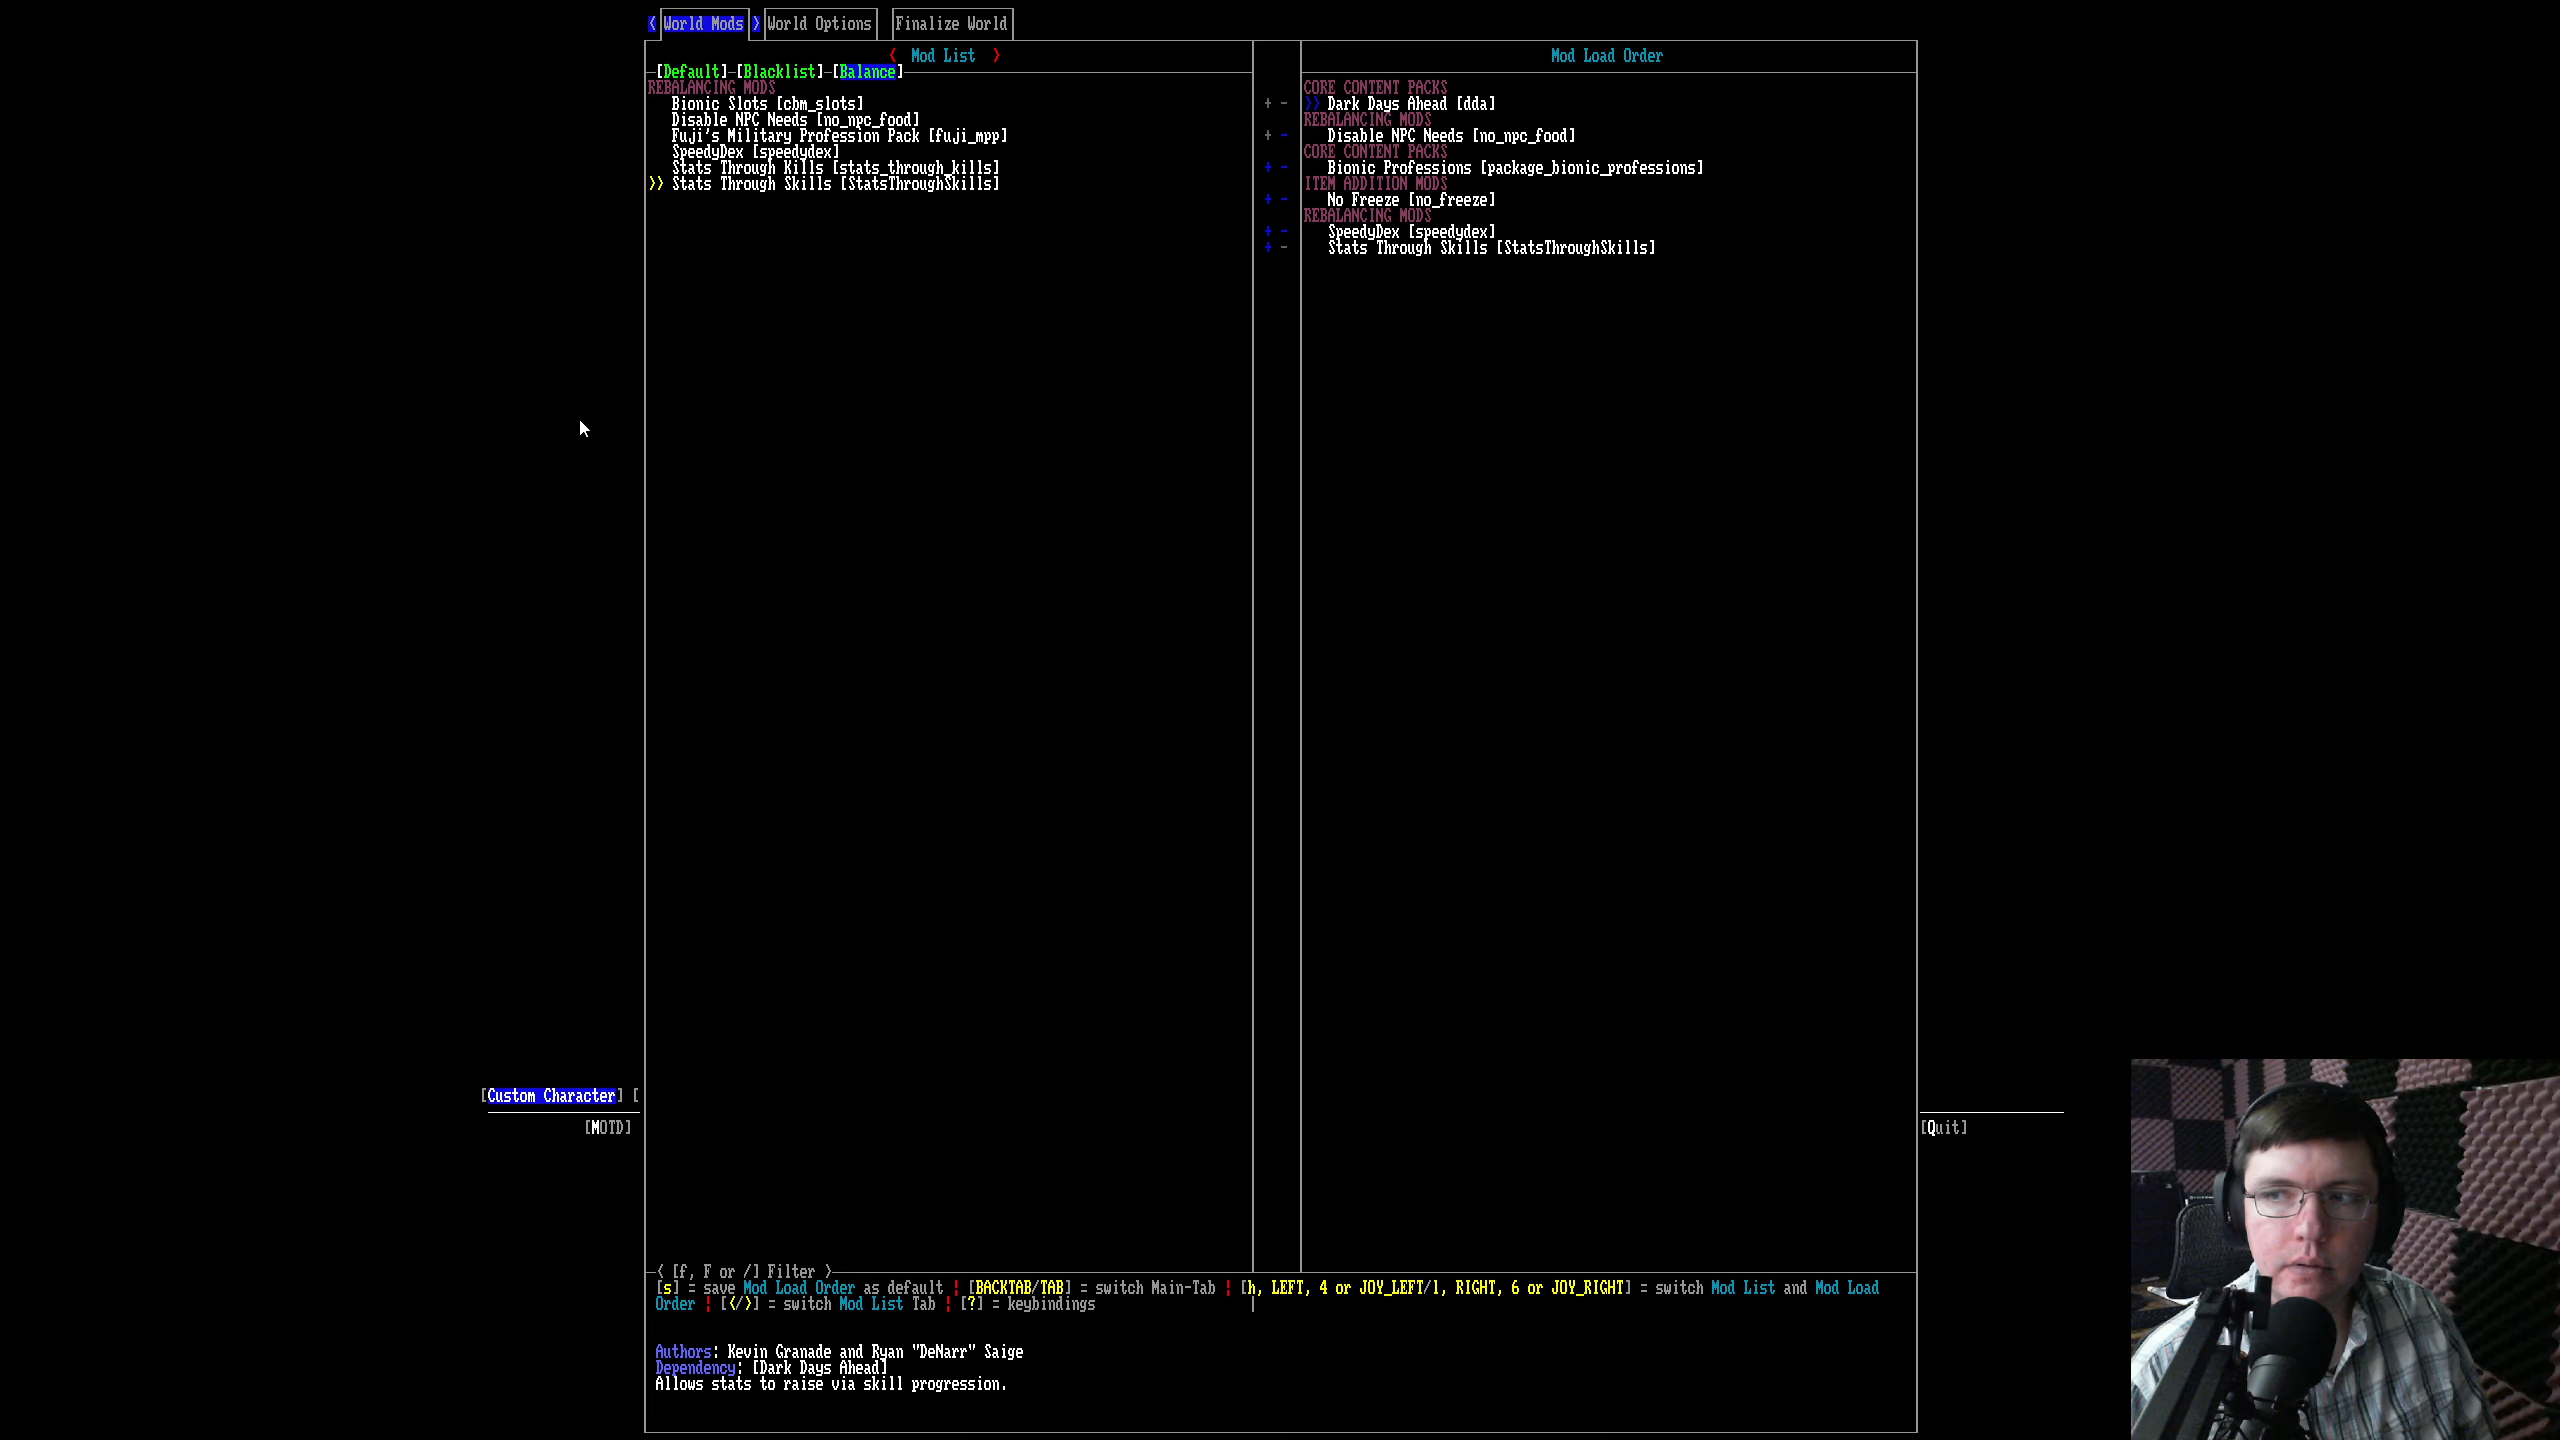 < World Mods > World Options Finalize World
< Mod List >
Mod Load Order
[Default]-[Blacklist]-[Balance]
REBALANCING MODS
Bionic Slots [cbm_slots]
Disable NPC Needs [no_npc_food]
Fuji's Military Profession Pack [fuji_mpp]
SpeedyDex [speedydex]
Stats Through Kills [stats_through_kills]
>> Stats Through Skills [StatsThroughSkills]
CORE CONTENT PACKS
+ - >> Dark Days Ahead [dda]
REBALANCING MODS
+ - Disable NPC Needs [no_npc_food]
CORE CONTENT PACKS
+ - Bionic Professions [package_bionic_professions]
ITEM ADDITION MODS
+ - No Freeze [no_freeze]
REBALANCING MODS
+ - SpeedyDex [speedydex]
+ - Stats Through Skills [StatsThroughSkills]
[Custom Character] [
[MOTD]
[Quit]
< [f, F or /] Filter >
[s] = save Mod Load Order as default ¦ [BACKTAB/TAB] = switch Main-Tab ¦ [h, LEFT, 4 or JOY_LEFT/l, RIGHT, 6 or JOY_RIGHT] = switch Mod List and Mod Load
Order ¦ [</>] = switch Mod List Tab ¦ [?] = keybindings
Authors: Kevin Granade and Ryan "DeNarr" Saige
Dependency: [Dark Days Ahead]
Allows stats to raise via skill progression.